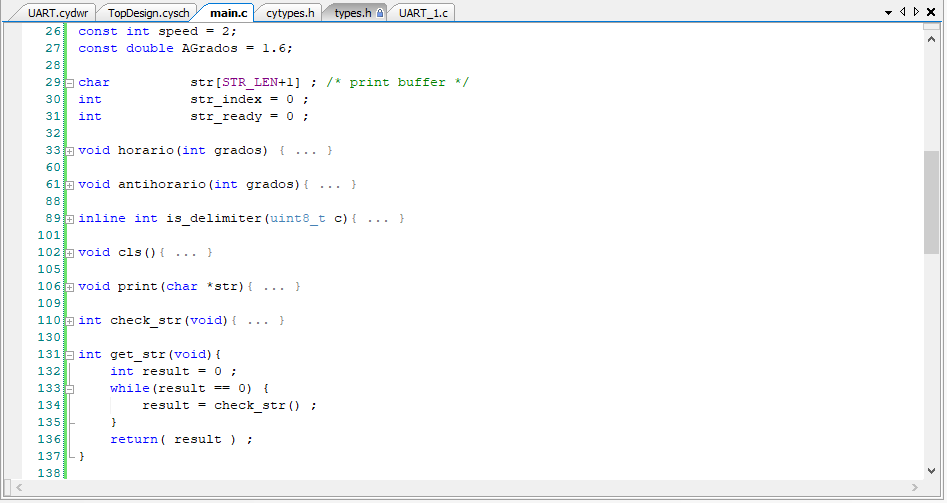 UART.cydwr TopDesign.cysch main.c cytypes.h types.h UART_1.c
26 const int speed = 2;
27 const double AGrados = 1.6;
28
29 char str[STR_LEN+1] ; /* print buffer */
30 int str_index = 0 ;
31 int str_ready = 0 ;
32
33 void horario(int grados) { ... }
60
61 void antihorario(int grados){ ... }
88
89 inline int is_delimiter(uint8_t c){ ... }
101
102 void cls(){ ... }
105
106 void print(char *str){ ... }
109
110 int check_str(void){ ... }
130
131 int get_str(void){
132 int result = 0 ;
133 while(result == 0) {
134 result = check_str() ;
135 }
136 return( result ) ;
137 }
138